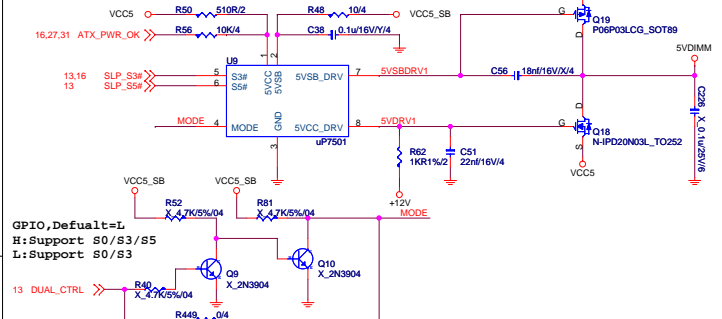 VCC5
R50
510R/2
R48
10/4
VCC5_SB
16,27,31 ATX_PWR_OK
R56
10K/4
C38
0.1u/16V/Y/4
G
Q19
P06P03LCG_SOT89
D
5VDIMM
U9
1
2
5VCC
5VSB
13,16 SLP_S3#
5
S3#
5VSB_DRV
7
5VSBDRV1
C56
18nf/16V/X/4
13 SLP_S5#
6
S5#
C226
X_0.1u/25V/6
MODE
4
MODE
GND
5VCC_DRV
8
5VDRV1
G
D
Q18
N-IPD20N03L_TO252
S
VCC5
3
uP7501
R62
1KR1%/2
C51
22nf/16V/4
+12V
VCC5_SB
VCC5_SB
R52
X_4.7K/5%/04
R81
X_4.7K/5%/04
MODE
GPIO,Defualt=L
H:Support S0/S3/S5
L:Support S0/S3
Q9
X_2N3904
Q10
X_2N3904
13 DUAL_CTRL
R40
X_4.7K/5%/04
R449
0/4